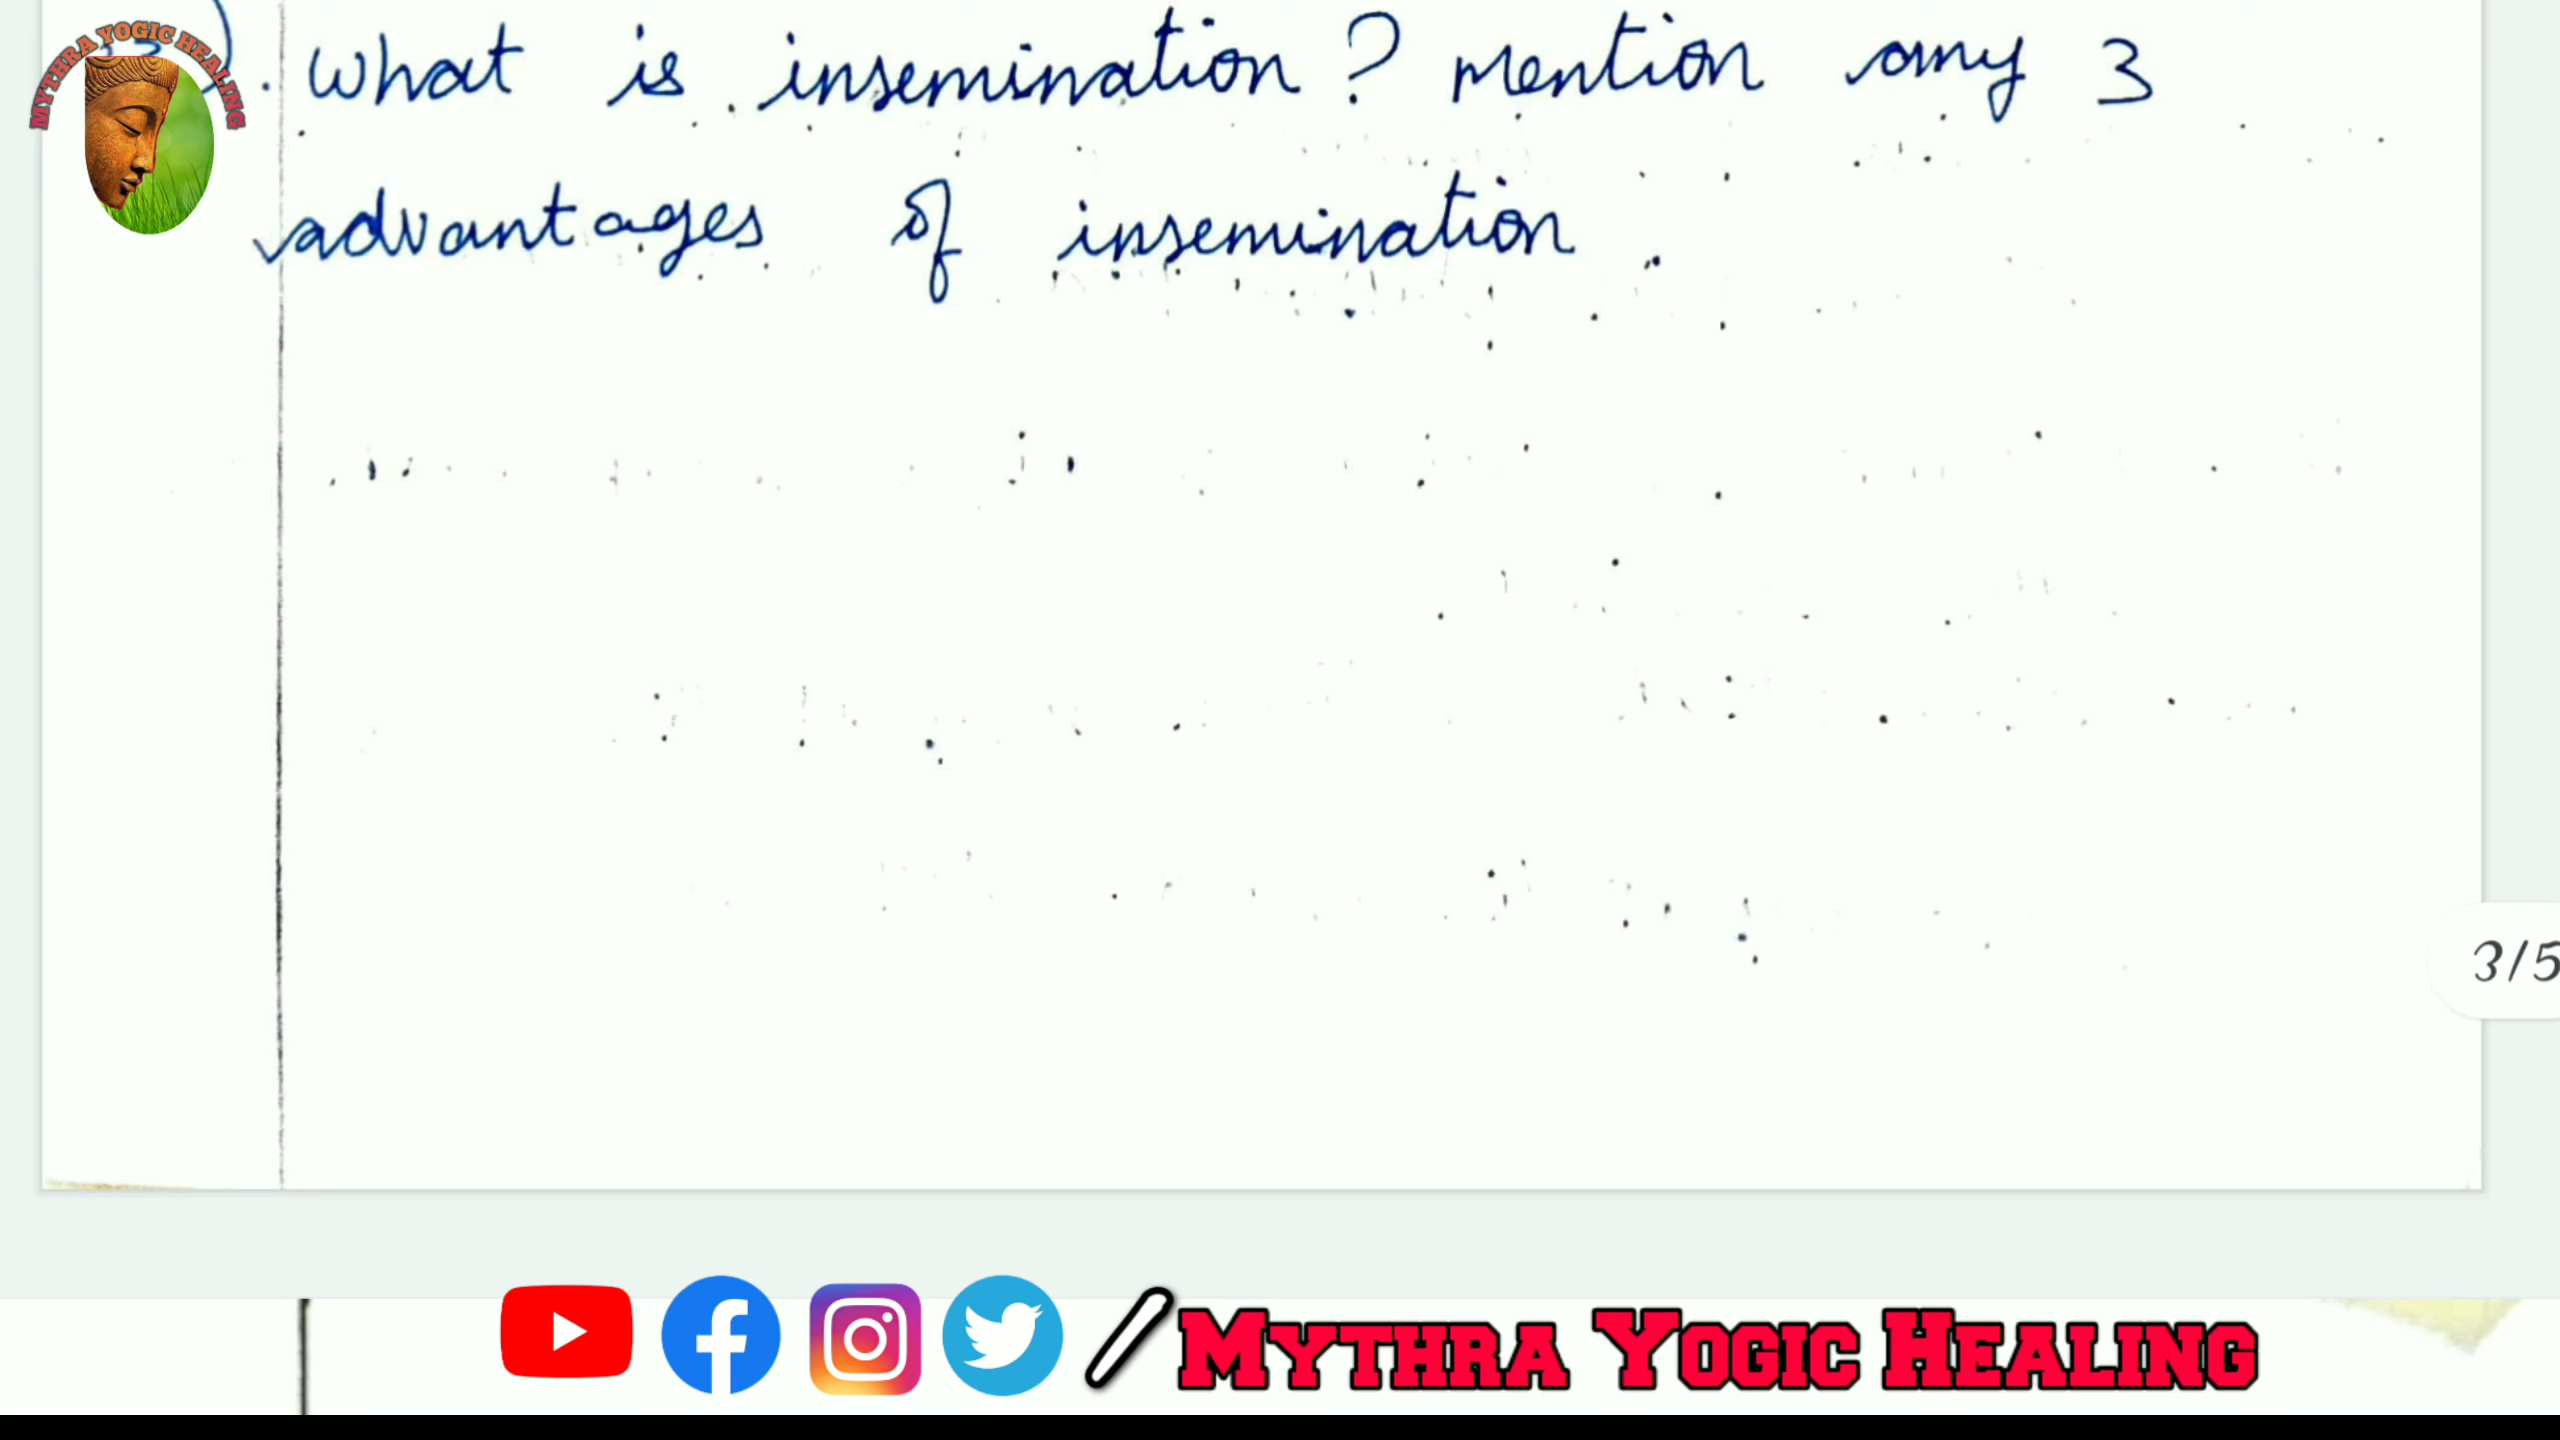 MYTHRA YOGIC HEALING
. What is insemination? Mention any 3
advantages of insemination.
3/5
MYTHRA YOGIC HEALING